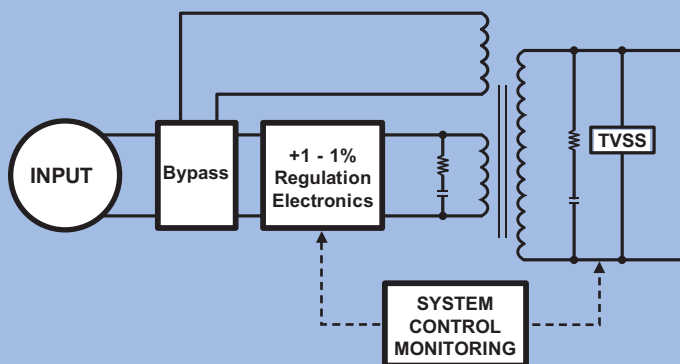 INPUT
Bypass
+1 - 1%
Regulation
Electronics
TVSS
SYSTEM
CONTROL
MONITORING